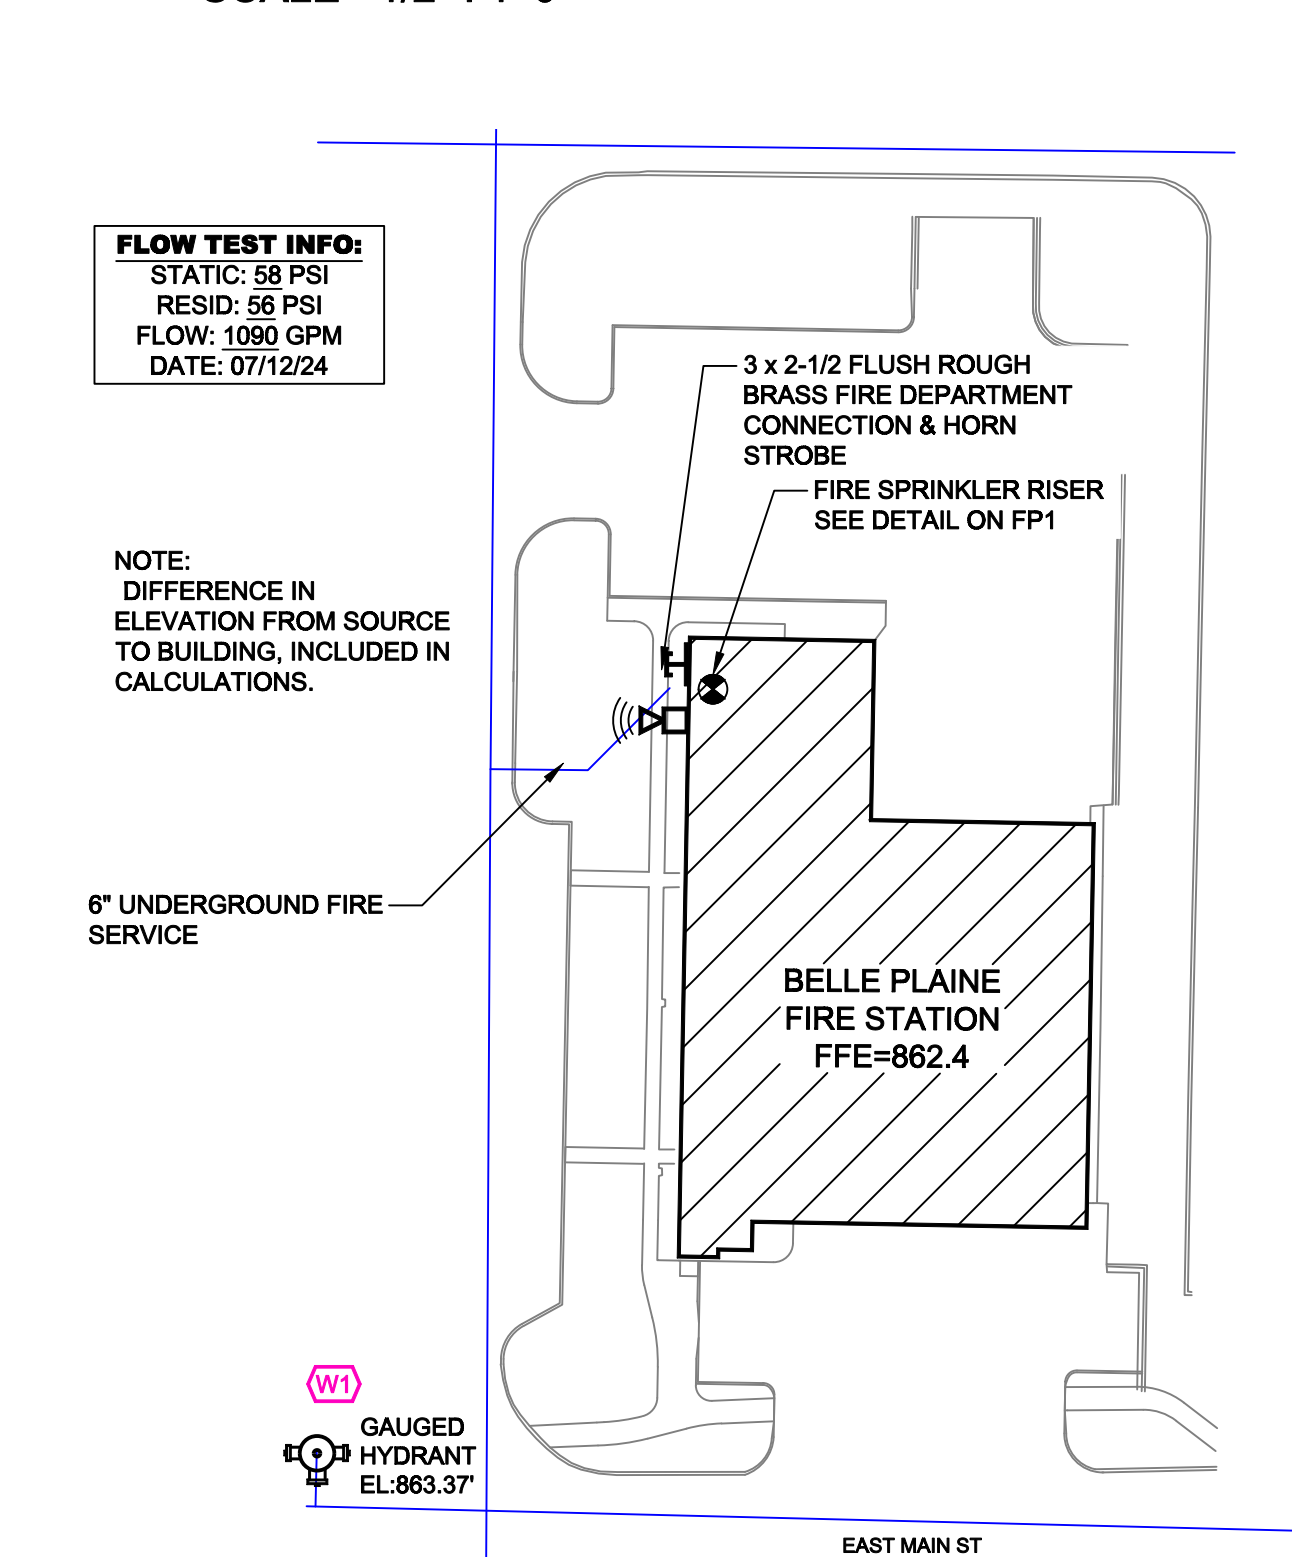 FLOW TEST INFO:
STATIC: 58 PSI
RESID: 56 PSI
FLOW: 1090 GPM
DATE: 07/12/24
3 x 2-1/2 FLUSH ROUGH
BRASS FIRE DEPARTMENT
CONNECTION & HORN
STROBE
FIRE SPRINKLER RISER
SEE DETAIL ON FP1
NOTE:
DIFFERENCE IN
ELEVATION FROM SOURCE
TO BUILDING, INCLUDED IN
CALCULATIONS.
6" UNDERGROUND FIRE
SERVICE
BELLE PLAINE
FIRE STATION
FFE=862.4
W1
GAUGED
HYDRANT
EL:863.37'
EAST MAIN ST